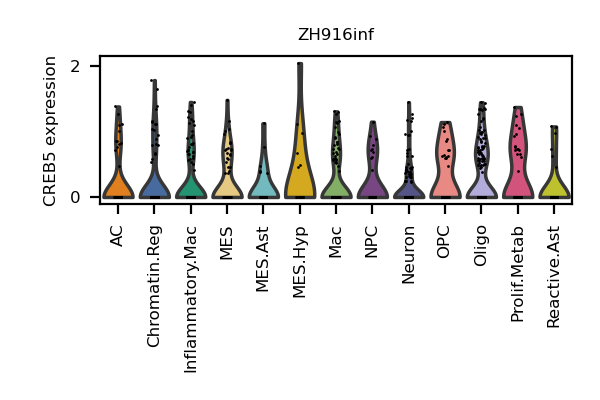 ZH916inf
CREB5 expression
2
0
AC
Chromatin.Reg
Inflammatory.Mac
MES
MES.Ast
MES.Hyp
Mac
NPC
Neuron
OPC
Oligo
Prolif.Metab
Reactive.Ast